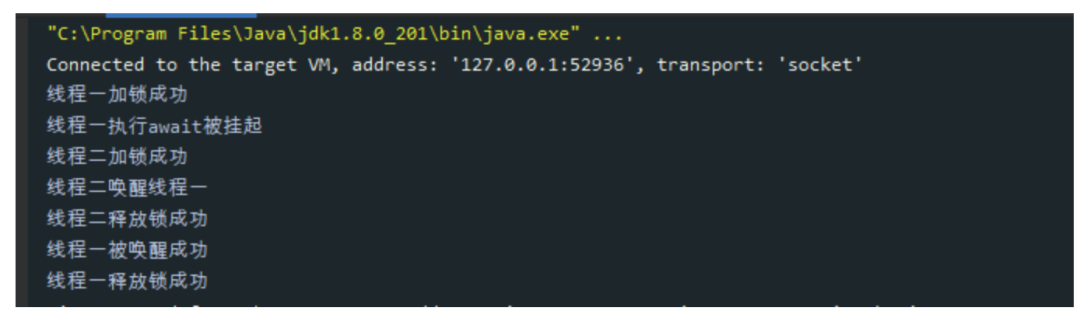 "C:\Program Files\Java\jdk1.8.0_201\bin\java.exe" ...
Connected to the target VM, address: '127.0.0.1:52936', transport: 'socket'
线程一加锁成功
线程一执行await被挂起
线程二加锁成功
线程二唤醒线程一
线程二释放锁成功
线程一被唤醒成功
线程一释放锁成功